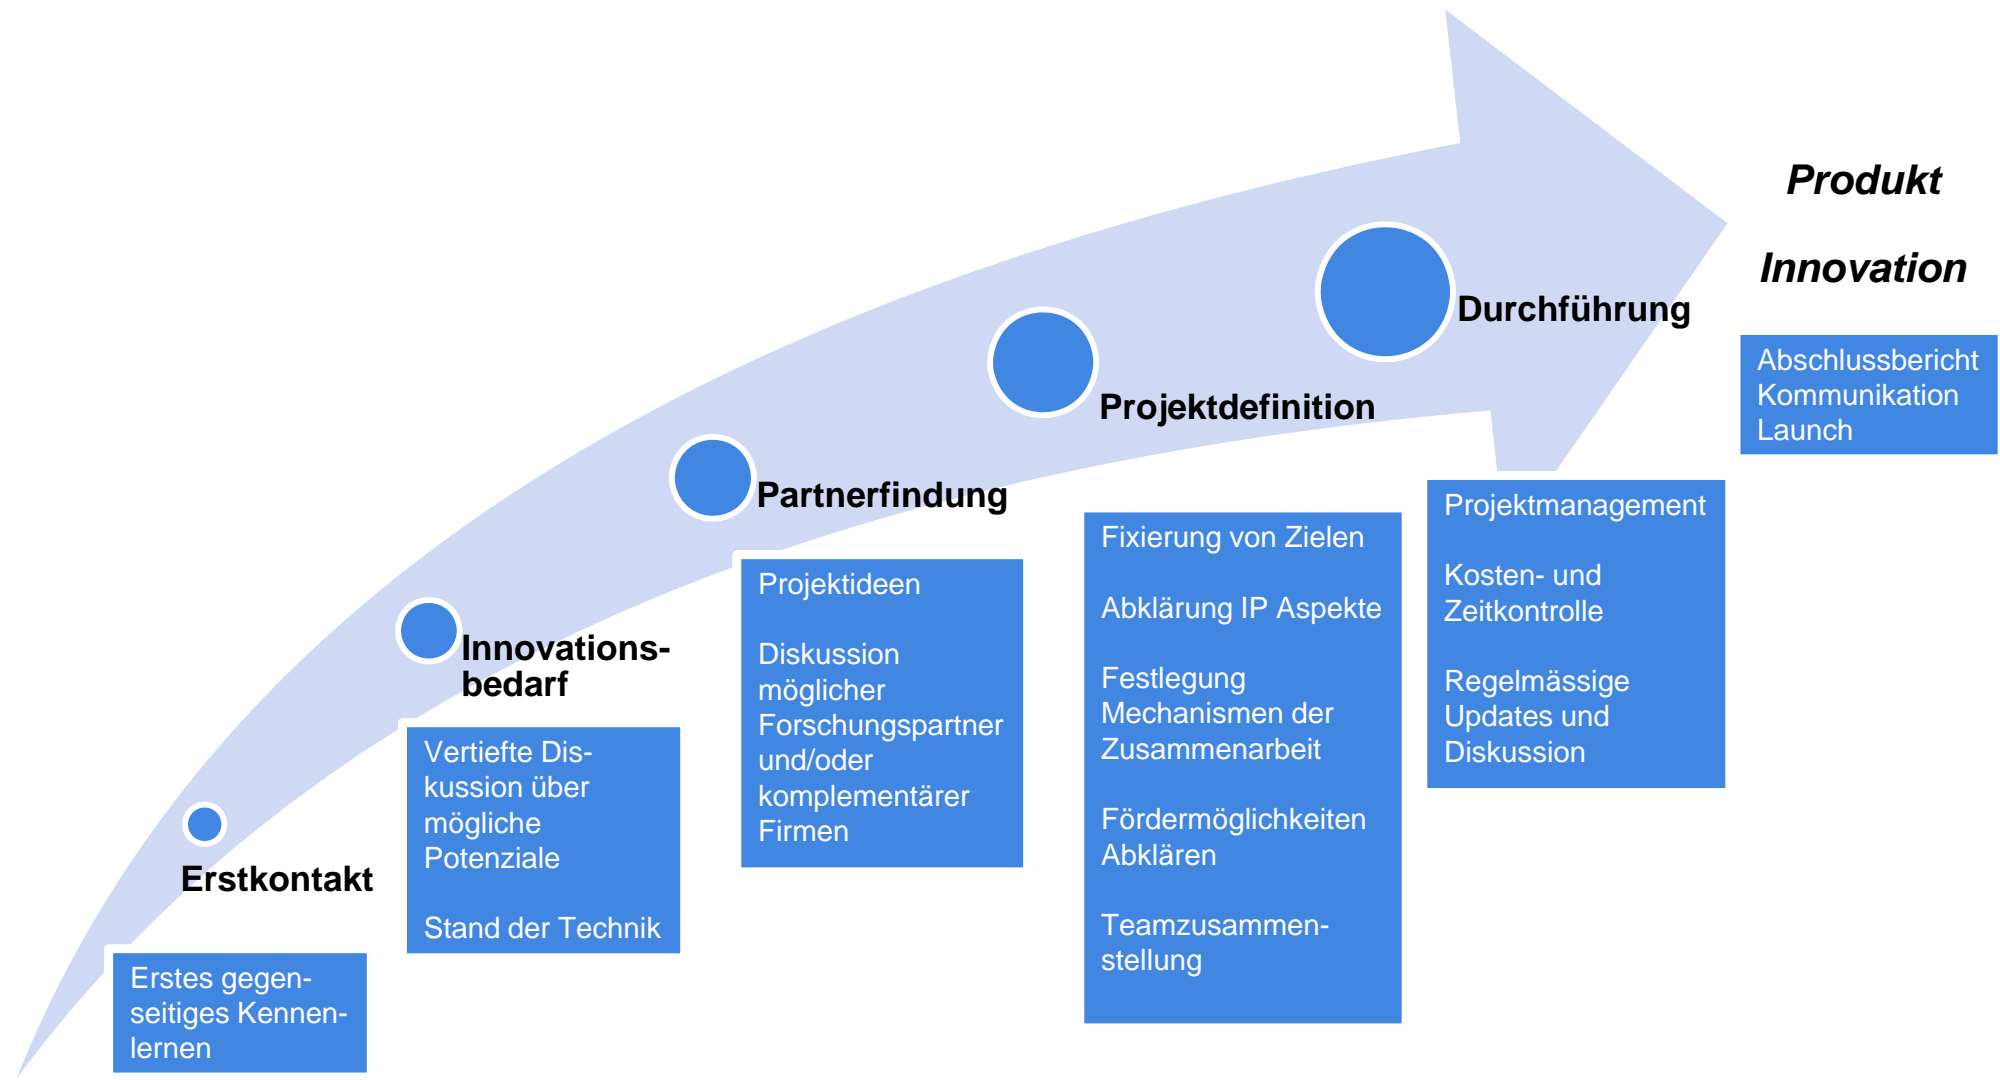 Erstkontakt
Erstes gegen-
seitiges Kennen-
lernen
Innovations-
bedarf
Vertiefte Dis-
kussion über
mögliche
Potenziale
Stand der Technik
Partnerfindung
Projektideen
Diskussion
möglicher
Forschungspartner
und/oder
komplementärer
Firmen
Projektdefinition
Fixierung von Zielen
Abklärung IP Aspekte
Festlegung
Mechanismen der
Zusammenarbeit
Fördermöglichkeiten
Abklären
Teamzusammen-
stellung
Durchführung
Projektmanagement
Kosten- und
Zeitkontrolle
Regelmässige
Updates und
Diskussion
Produkt
Innovation
Abschlussbericht
Kommunikation
Launch